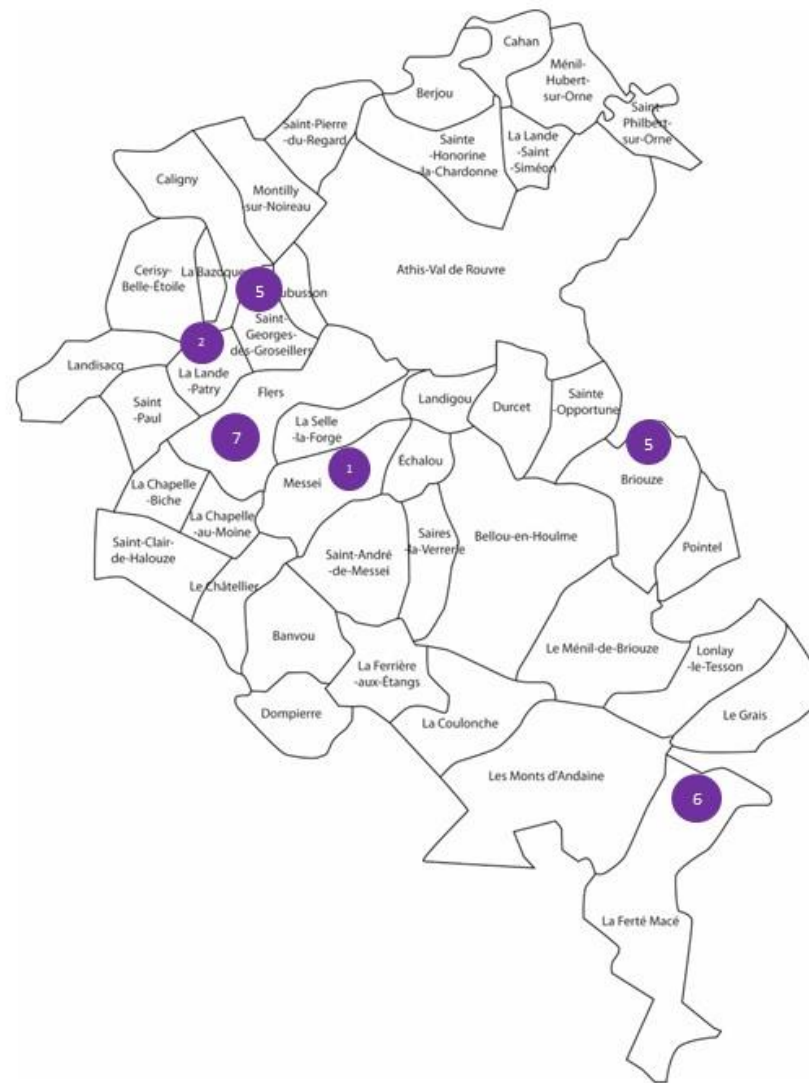 Cahan
Ménil-
Hubert-
sur-Orne
Berjou
Saint-
Philbert-
sur-Orne
Saint-Pierre
-du-Regard
Sainte
-Honorine
-la-Chardonne
La Lande
-Saint
-Siméon
Caligny
Montilly
-sur-Noireau
Athis-Val de Rouvre
Cerisy-
Belle-Étoile
La Bazoque
5
ubusson
Saint-
Georges-
des-Groseillers
2
Landisacq
La Lande
-Patry
Flers
Saint
-Paul
Landigou
Durcet
Sainte
-Opportune
La Selle
-la-Forge
7
5
Messei
1
Échalou
Briouze
La Chapelle
-Biche
La Chapelle
-au-Moine
Saires
-la-Verrerie
Bellou-en-Houlme
Pointel
Saint-Clair-
de-Halouze
Saint-André
-de-Messei
Le Châtellier
Banvou
Le Ménil-de-Briouze
Lonlay
-le-Tesson
La Ferrière
-aux-Étangs
Dompierre
La Coulonche
Le Grais
Les Monts d'Andaine
6
La Ferté Macé